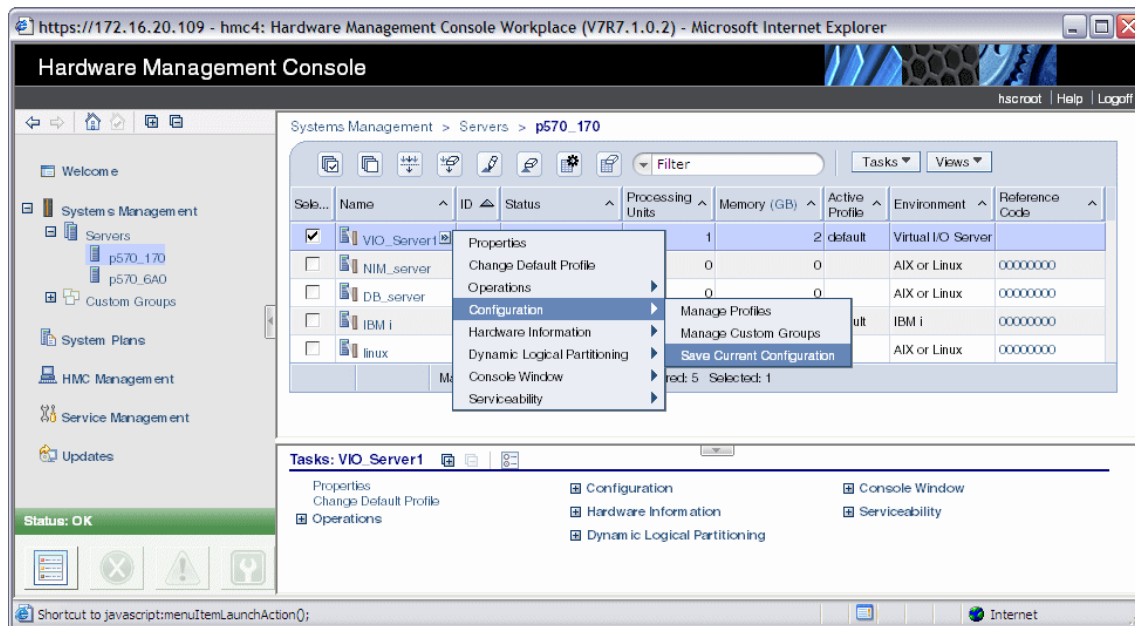 https://172.16.20.109 - hmc4: Hardware Management Console Workplace (V7R7.1.0.2) - Microsoft Internet Explorer
Hardware Management Console
hscroot | Help | Logoff
Systems Management > Servers > p570_170
Filter
Tasks
Views
Welcome
Systems Management
Servers
p570_170
p570_6A0
Custom Groups
System Plans
HMC Management
Service Management
Updates
Status: OK
Sele... Name ID Status Processing Units Memory (GB) Active Profile Environment Reference Code
VIO_Server1 1 2 default Virtual I/O Server
NIM_server 0 0 AIX or Linux 00000000
DB_server 0 0 AIX or Linux 00000000
IBM i ult IBM i 00000000
linux AIX or Linux 00000000
Ma red: 5 Selected: 1
Properties
Change Default Profile
Operations
Configuration
Hardware Information
Dynamic Logical Partitioning
Console Window
Serviceability
Manage Profiles
Manage Custom Groups
Save Current Configuration
Tasks: VIO_Server1
Properties
Change Default Profile
Operations
Configuration
Hardware Information
Dynamic Logical Partitioning
Console Window
Serviceability
Shortcut to javascript:menuItemLaunchAction();
Internet